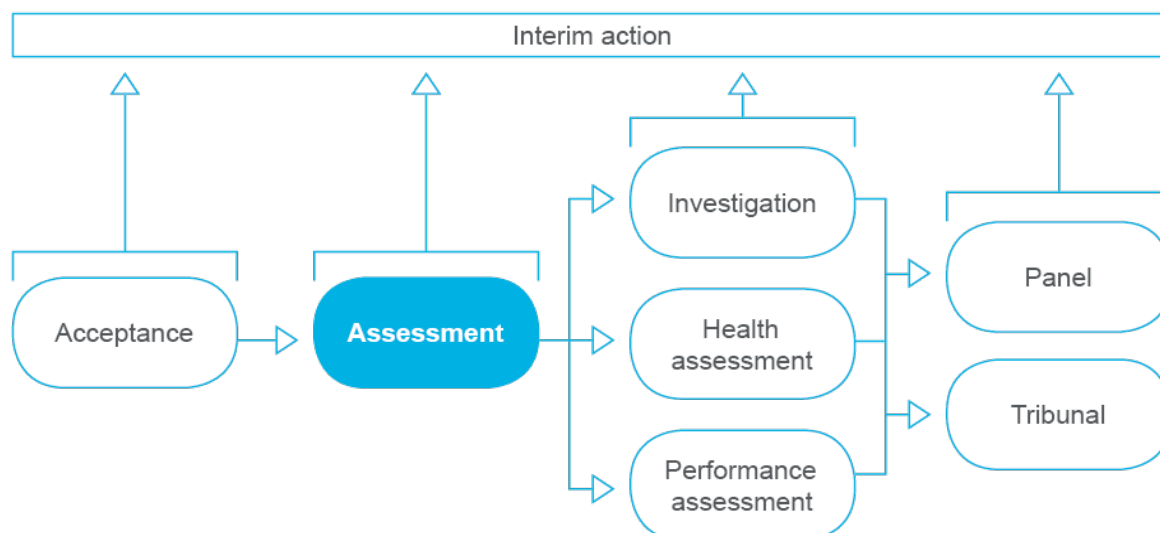 Interim action
Acceptance
Assessment
Investigation
Health
assessment
Performance
assessment
Panel
Tribunal